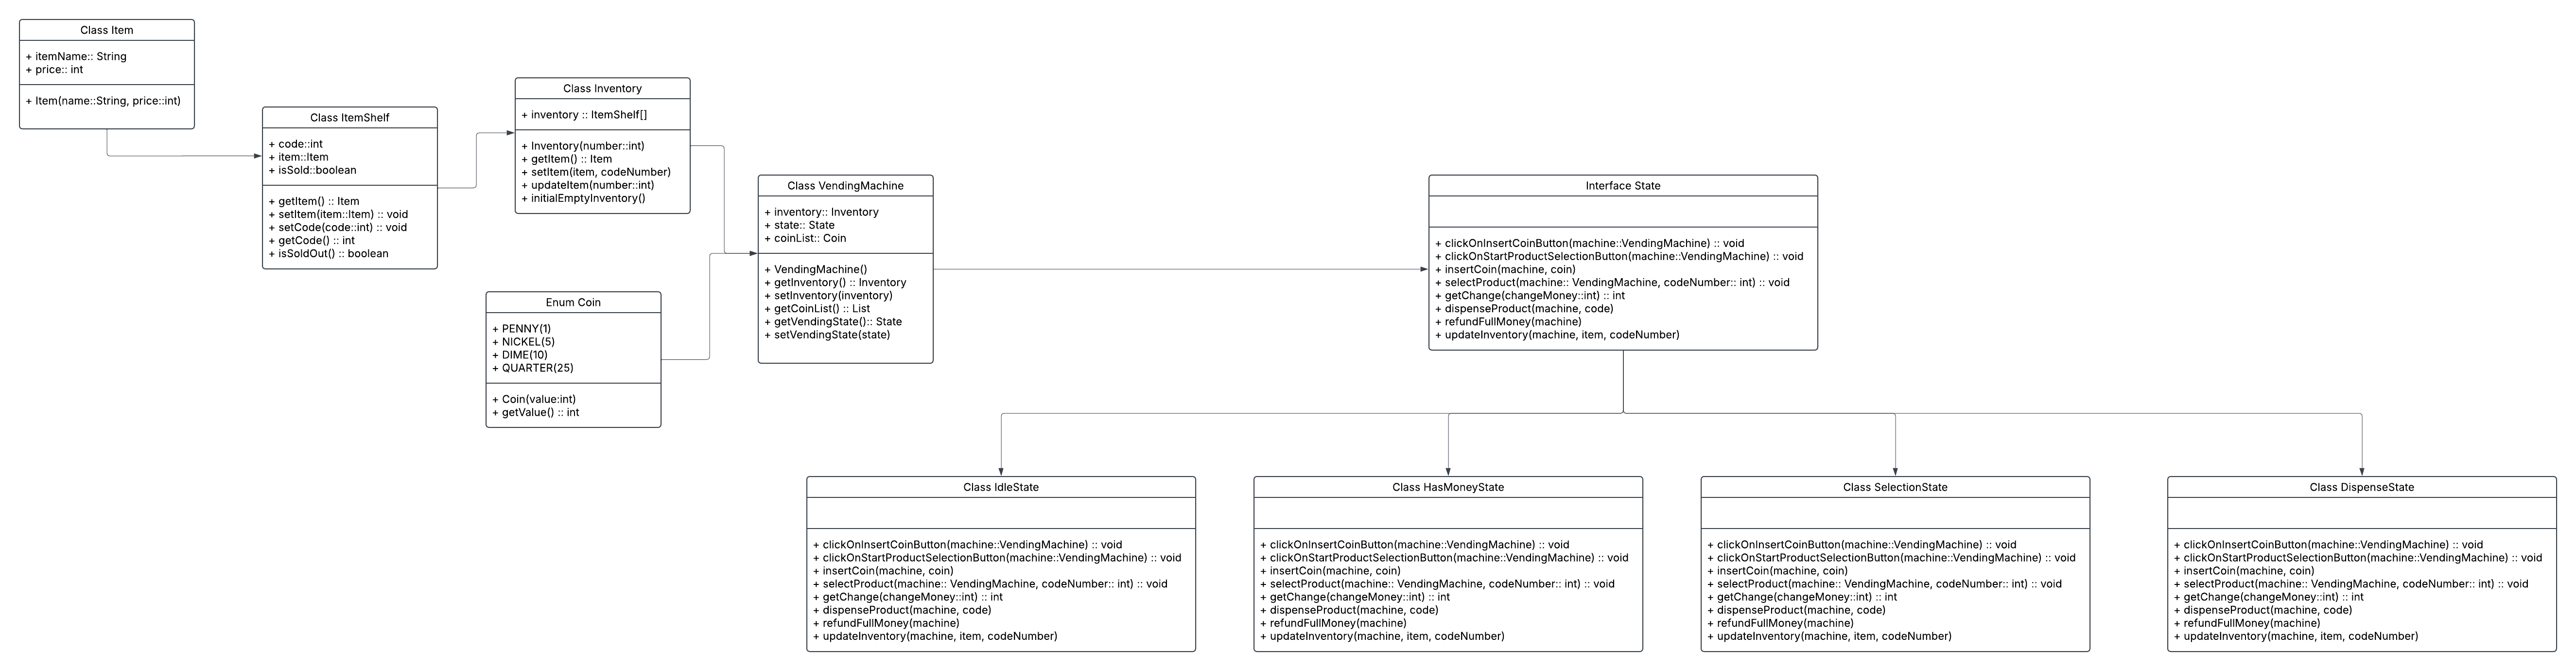 Class Item
+ itemName:: String
+ price:: int
+ Item(name::String, price::int)
Class ItemShelf
+ code::int
+ item::Item
+ isSold::boolean
+ getItem() :: Item
+ setItem(item::Item) :: void
+ setCode(code::int) :: void
+ getCode() :: int
+ isSoldOut() :: boolean
Class Inventory
+ inventory :: ItemShelf[]
+ Inventory(number::int)
+ getItem() :: Item
+ setItem(item, codeNumber)
+ updateItem(number::int)
+ initialEmptyInventory()
Enum Coin
+ PENNY(1)
+ NICKEL(5)
+ DIME(10)
+ QUARTER(25)
+ Coin(value:int)
+ getValue() :: int
Class VendingMachine
+ inventory:: Inventory
+ state:: State
+ coinList:: Coin
+ VendingMachine()
+ getInventory() :: Inventory
+ setInventory(inventory)
+ getCoinList() :: List
+ getVendingState():: State
+ setVendingState(state)
Interface State
+ clickOnInsertCoinButton(machine::VendingMachine) :: void
+ clickOnStartProductSelectionButton(machine::VendingMachine) :: void
+ insertCoin(machine, coin)
+ selectProduct(machine:: VendingMachine, codeNumber:: int) :: void
+ getChange(changeMoney::int) :: int
+ dispenseProduct(machine, code)
+ refundFullMoney(machine)
+ updateInventory(machine, item, codeNumber)
Class IdleState
+ clickOnInsertCoinButton(machine::VendingMachine) :: void
+ clickOnStartProductSelectionButton(machine::VendingMachine) :: void
+ insertCoin(machine, coin)
+ selectProduct(machine:: VendingMachine, codeNumber:: int) :: void
+ getChange(changeMoney::int) :: int
+ dispenseProduct(machine, code)
+ refundFullMoney(machine)
+ updateInventory(machine, item, codeNumber)
Class HasMoneyState
+ clickOnInsertCoinButton(machine::VendingMachine) :: void
+ clickOnStartProductSelectionButton(machine::VendingMachine) :: void
+ insertCoin(machine, coin)
+ selectProduct(machine:: VendingMachine, codeNumber:: int) :: void
+ getChange(changeMoney::int) :: int
+ dispenseProduct(machine, code)
+ refundFullMoney(machine)
+ updateInventory(machine, item, codeNumber)
Class SelectionState
+ clickOnInsertCoinButton(machine::VendingMachine) :: void
+ clickOnStartProductSelectionButton(machine::VendingMachine) :: void
+ insertCoin(machine, coin)
+ selectProduct(machine:: VendingMachine, codeNumber:: int) :: void
+ getChange(changeMoney::int) :: int
+ dispenseProduct(machine, code)
+ refundFullMoney(machine)
+ updateInventory(machine, item, codeNumber)
Class DispenseState
+ clickOnInsertCoinButton(machine::VendingMachine) :: void
+ clickOnStartProductSelectionButton(machine::VendingMachine) :: void
+ insertCoin(machine, coin)
+ selectProduct(machine:: VendingMachine, codeNumber:: int) :: void
+ getChange(changeMoney::int) :: int
+ dispenseProduct(machine, code)
+ refundFullMoney(machine)
+ updateInventory(machine, item, codeNumber)